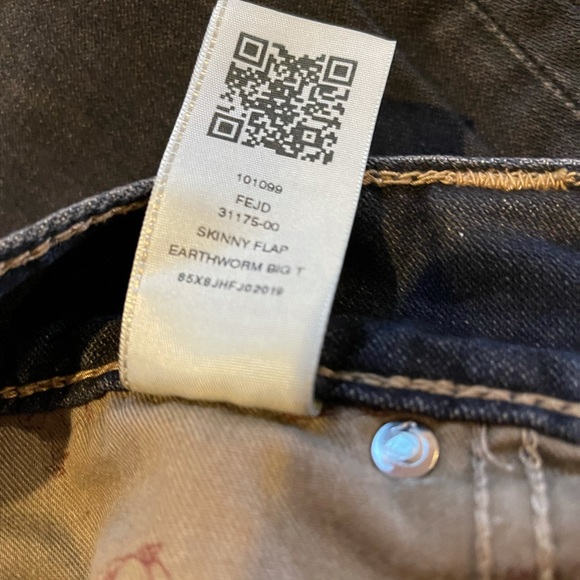 101099
FEJD
31175-00
SKINNY FLAP
EARTHWORM BIG T
85X8JHFJ02019